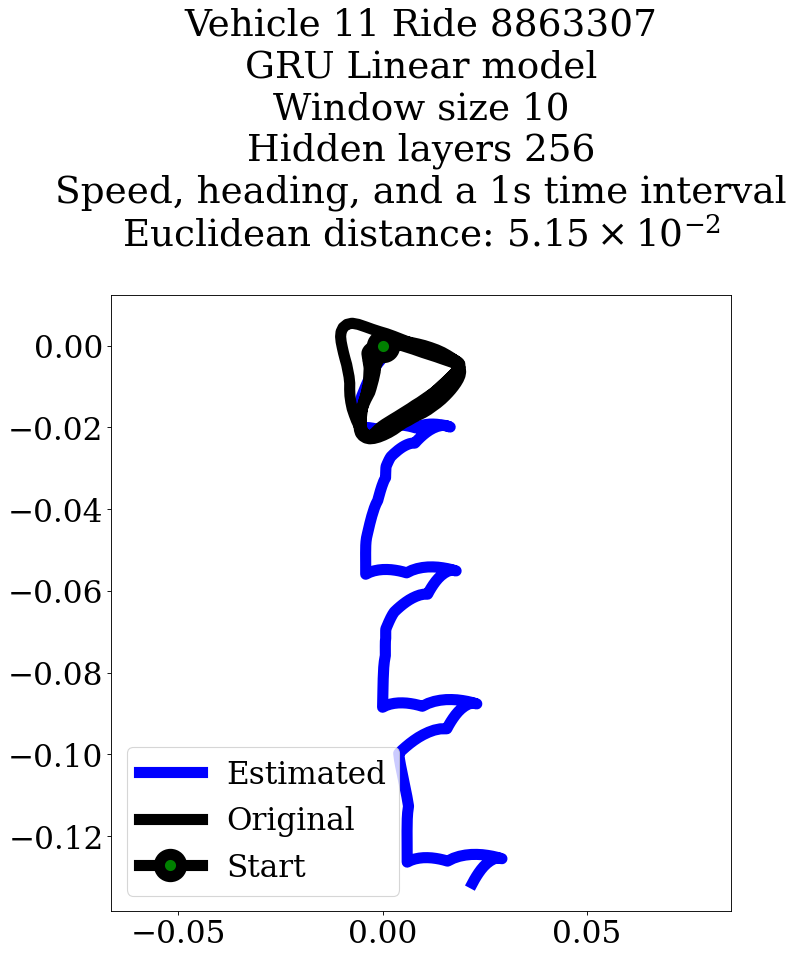 Vehicle 11 Ride 8863307
GRU Linear model
Window size 10
Hidden layers 256
Speed, heading, and a 1s time interval
Euclidean distance: 5.15 × 10⁻²
0.00
−0.02
−0.04
−0.06
−0.08
−0.10
−0.12
Estimated
Original
Start
−0.05
0.00
0.05